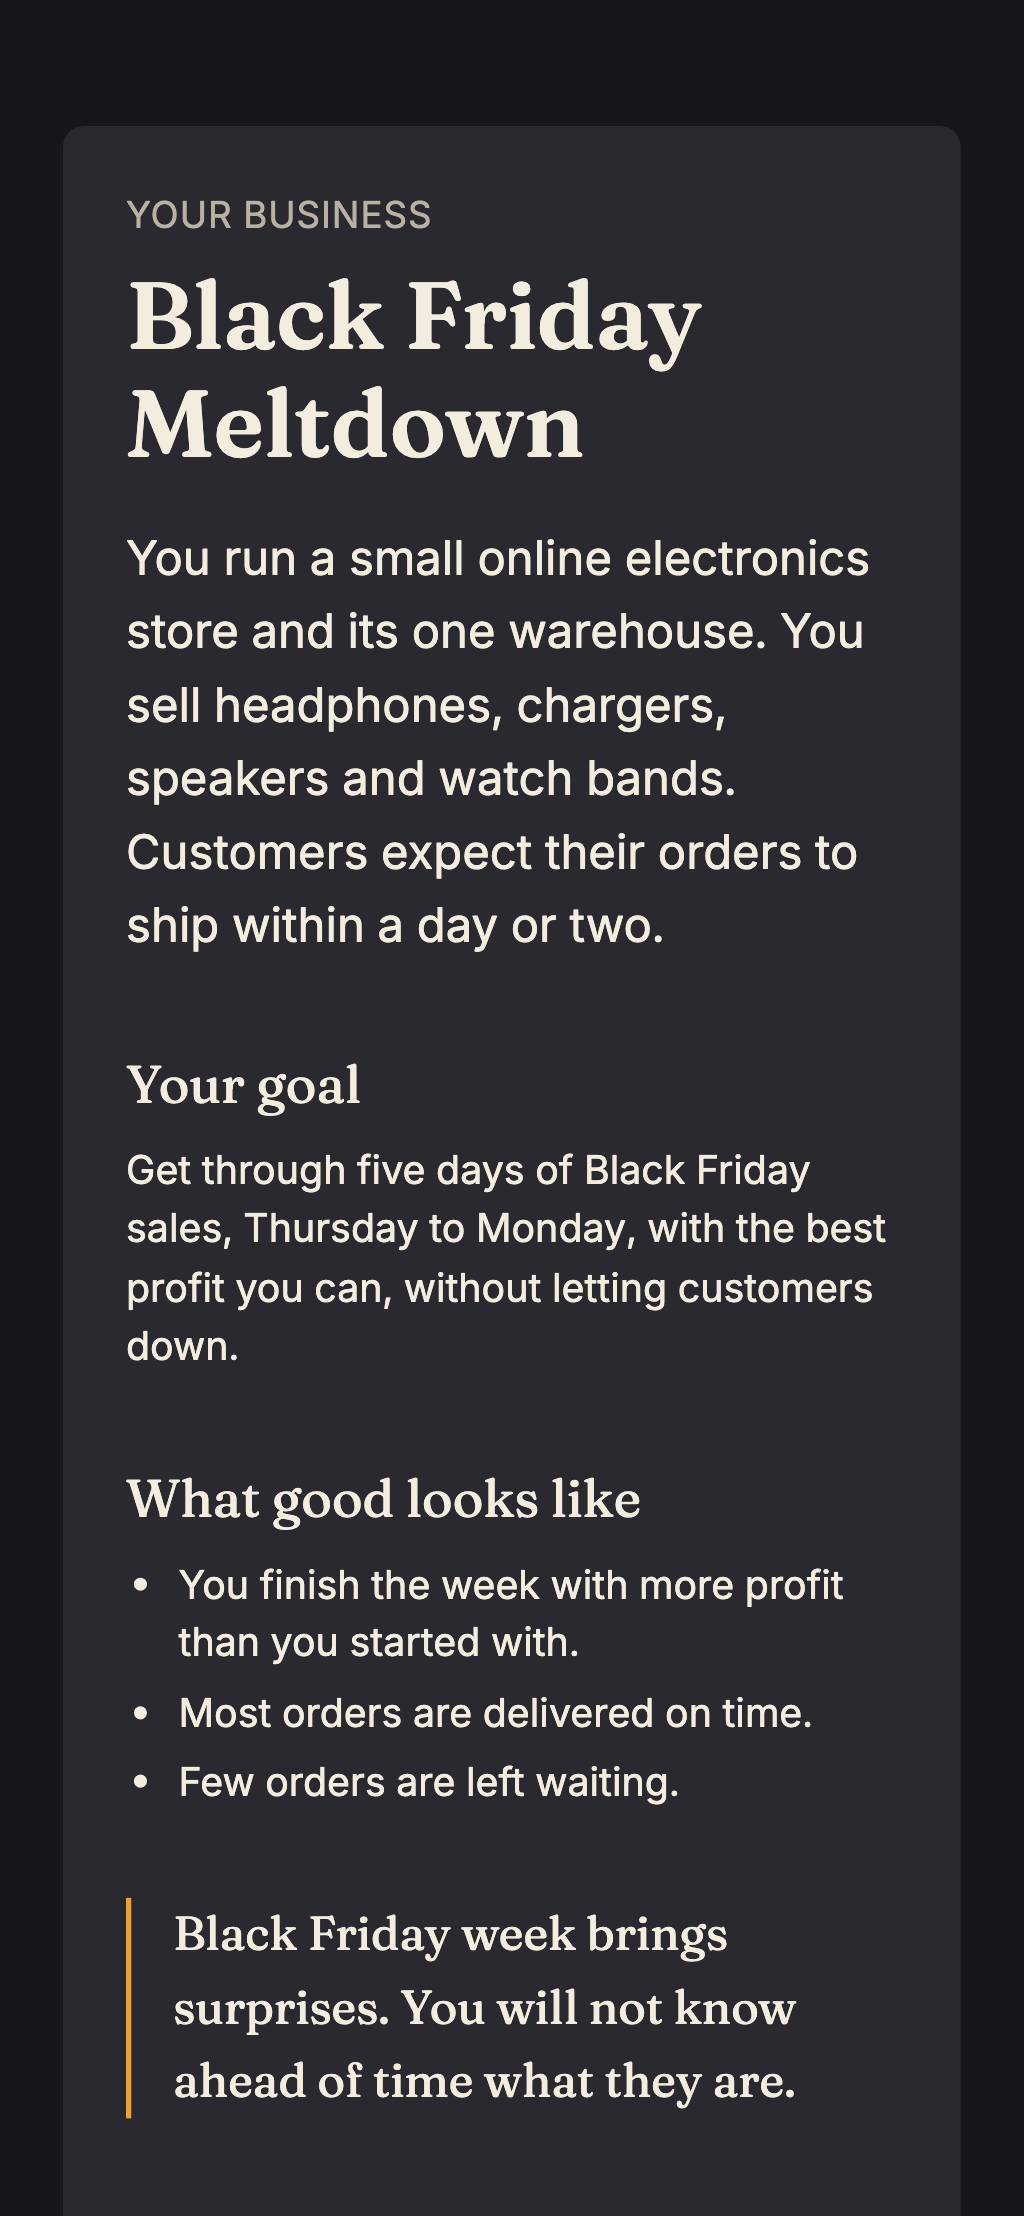 YOUR BUSINESS
Black Friday
Meltdown
You run a small online electronics
store and its one warehouse. You
sell headphones, chargers,
speakers and watch bands.
Customers expect their orders to
ship within a day or two.
Your goal
Get through five days of Black Friday
sales, Thursday to Monday, with the best
profit you can, without letting customers
down.
What good looks like
• You finish the week with more profit
than you started with.
• Most orders are delivered on time.
• Few orders are left waiting.
Black Friday week brings
surprises. You will not know
ahead of time what they are.